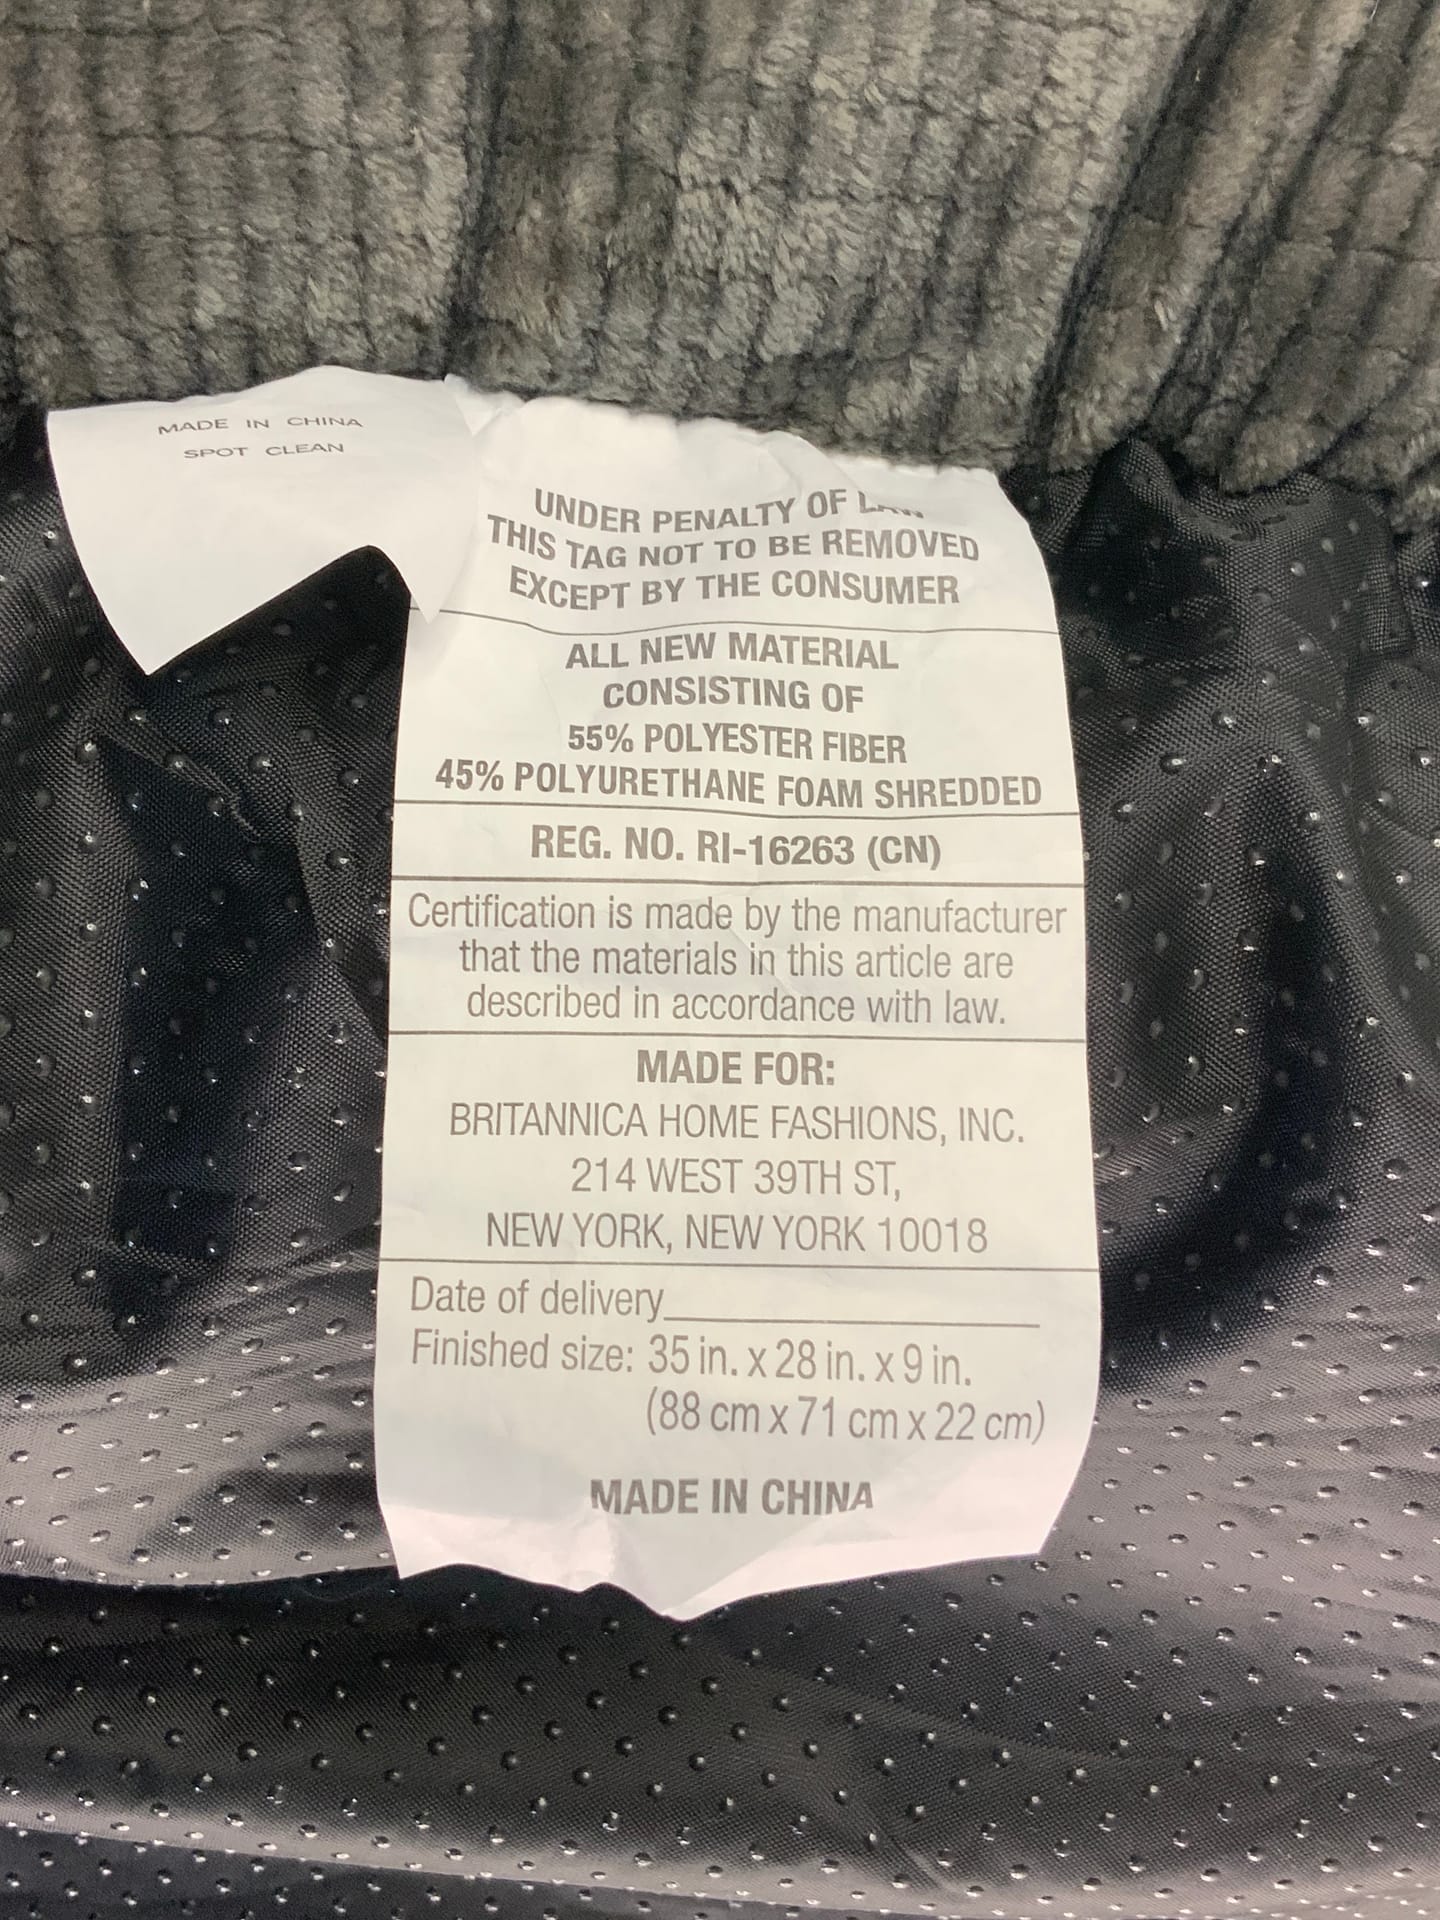 MADE IN CHINA
SPOT CLEAN
UNDER PENALTY OF LAW
THIS TAG NOT TO BE REMOVED
EXCEPT BY THE CONSUMER
ALL NEW MATERIAL
CONSISTING OF
55% POLYESTER FIBER
45% POLYURETHANE FOAM SHREDDED
REG. NO. RI-16263 (CN)
Certification is made by the manufacturer
that the materials in this article are
described in accordance with law.
MADE FOR:
BRITANNICA HOME FASHIONS, INC.
214 WEST 39TH ST,
NEW YORK, NEW YORK 10018
Date of delivery
Finished size: 35 in. x 28 in. x 9 in.
(88 cm x 71 cm x 22 cm)
MADE IN CHINA